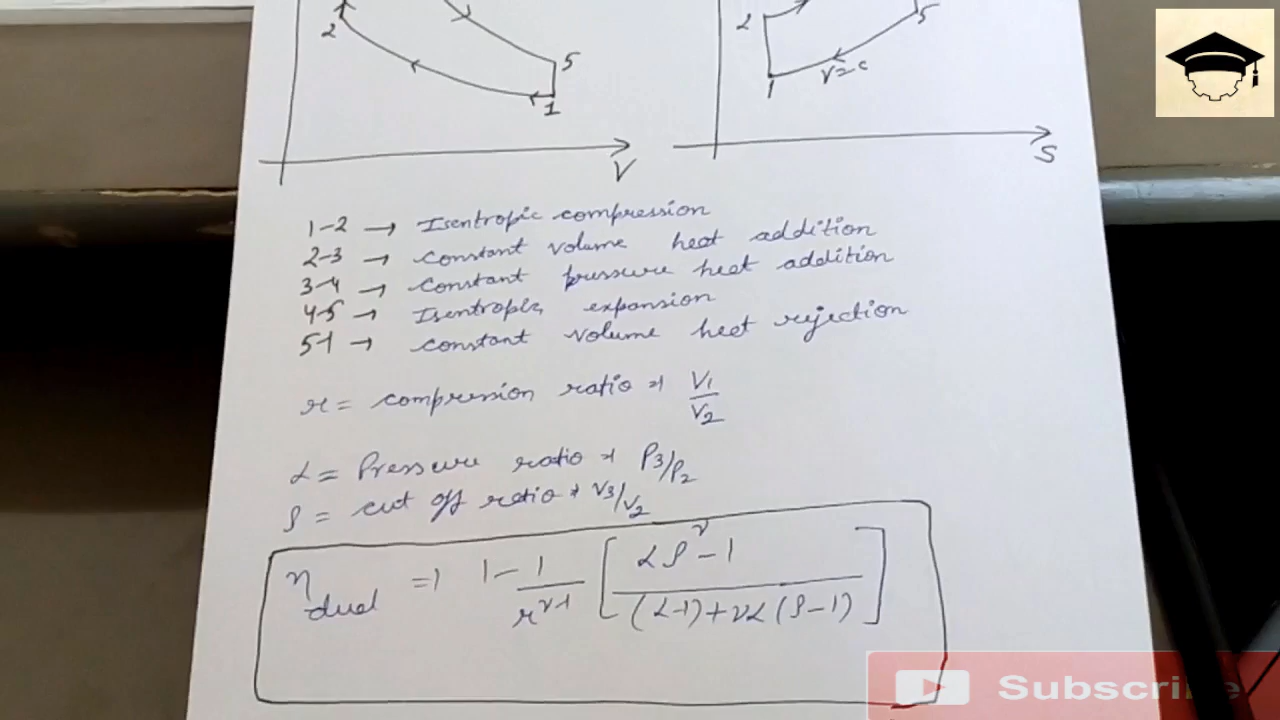 2
5
1
V
2
5
1
V=c
S
1-2 → Isentropic compression
2-3 → constant volume heat addition
3-4 → constant pressure heat addition
4-5 → Isentropic expansion
5-1 → constant volume heat rejection
r = compression ratio ⇒ V1/V2
α = Pressure ratio ⇒ P3/P2
ρ = cut off ratio ⇒ V3/V2
η dual ⇒ 1 - 1/r^(γ-1) [ (αρ^γ - 1) / ((α-1) + γα(ρ-1)) ]
Subscribe